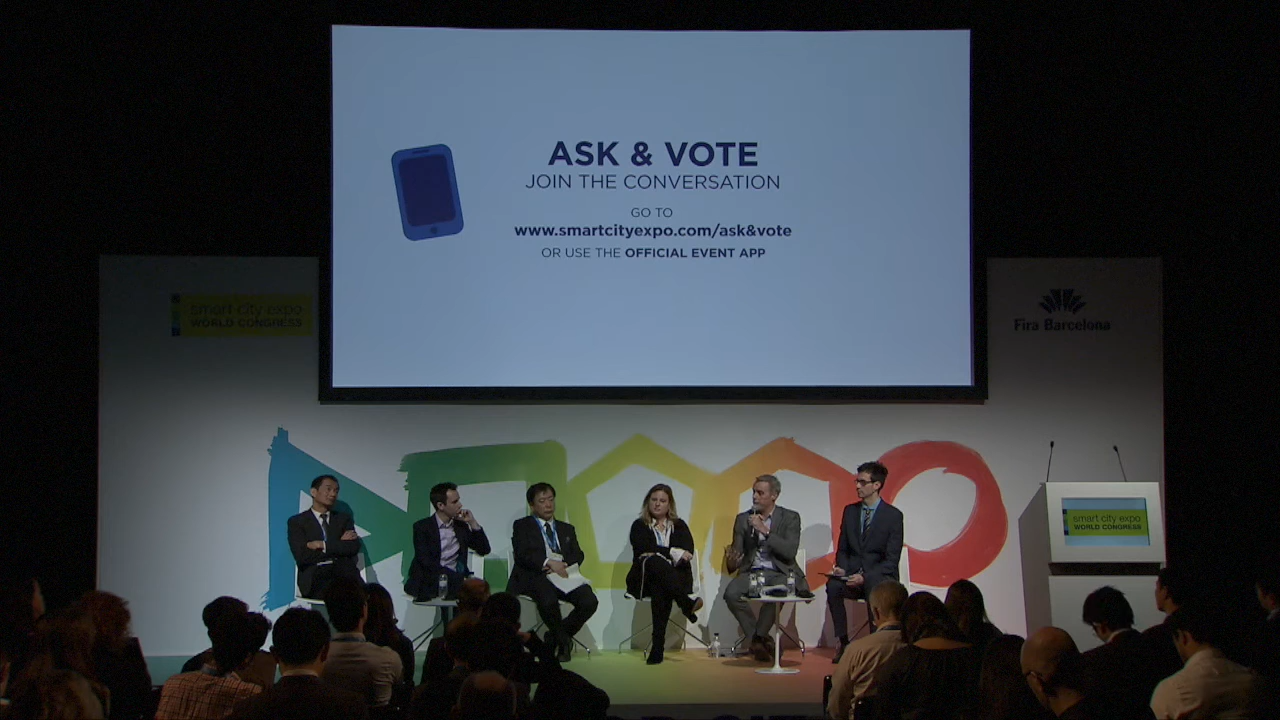 ASK & VOTE
JOIN THE CONVERSATION
GO TO
www.smartcityexpo.com/ask&vote
OR USE THE OFFICIAL EVENT APP
smart city expo
WORLD CONGRESS
Fira Barcelona
smart city expo
WORLD CONGRESS